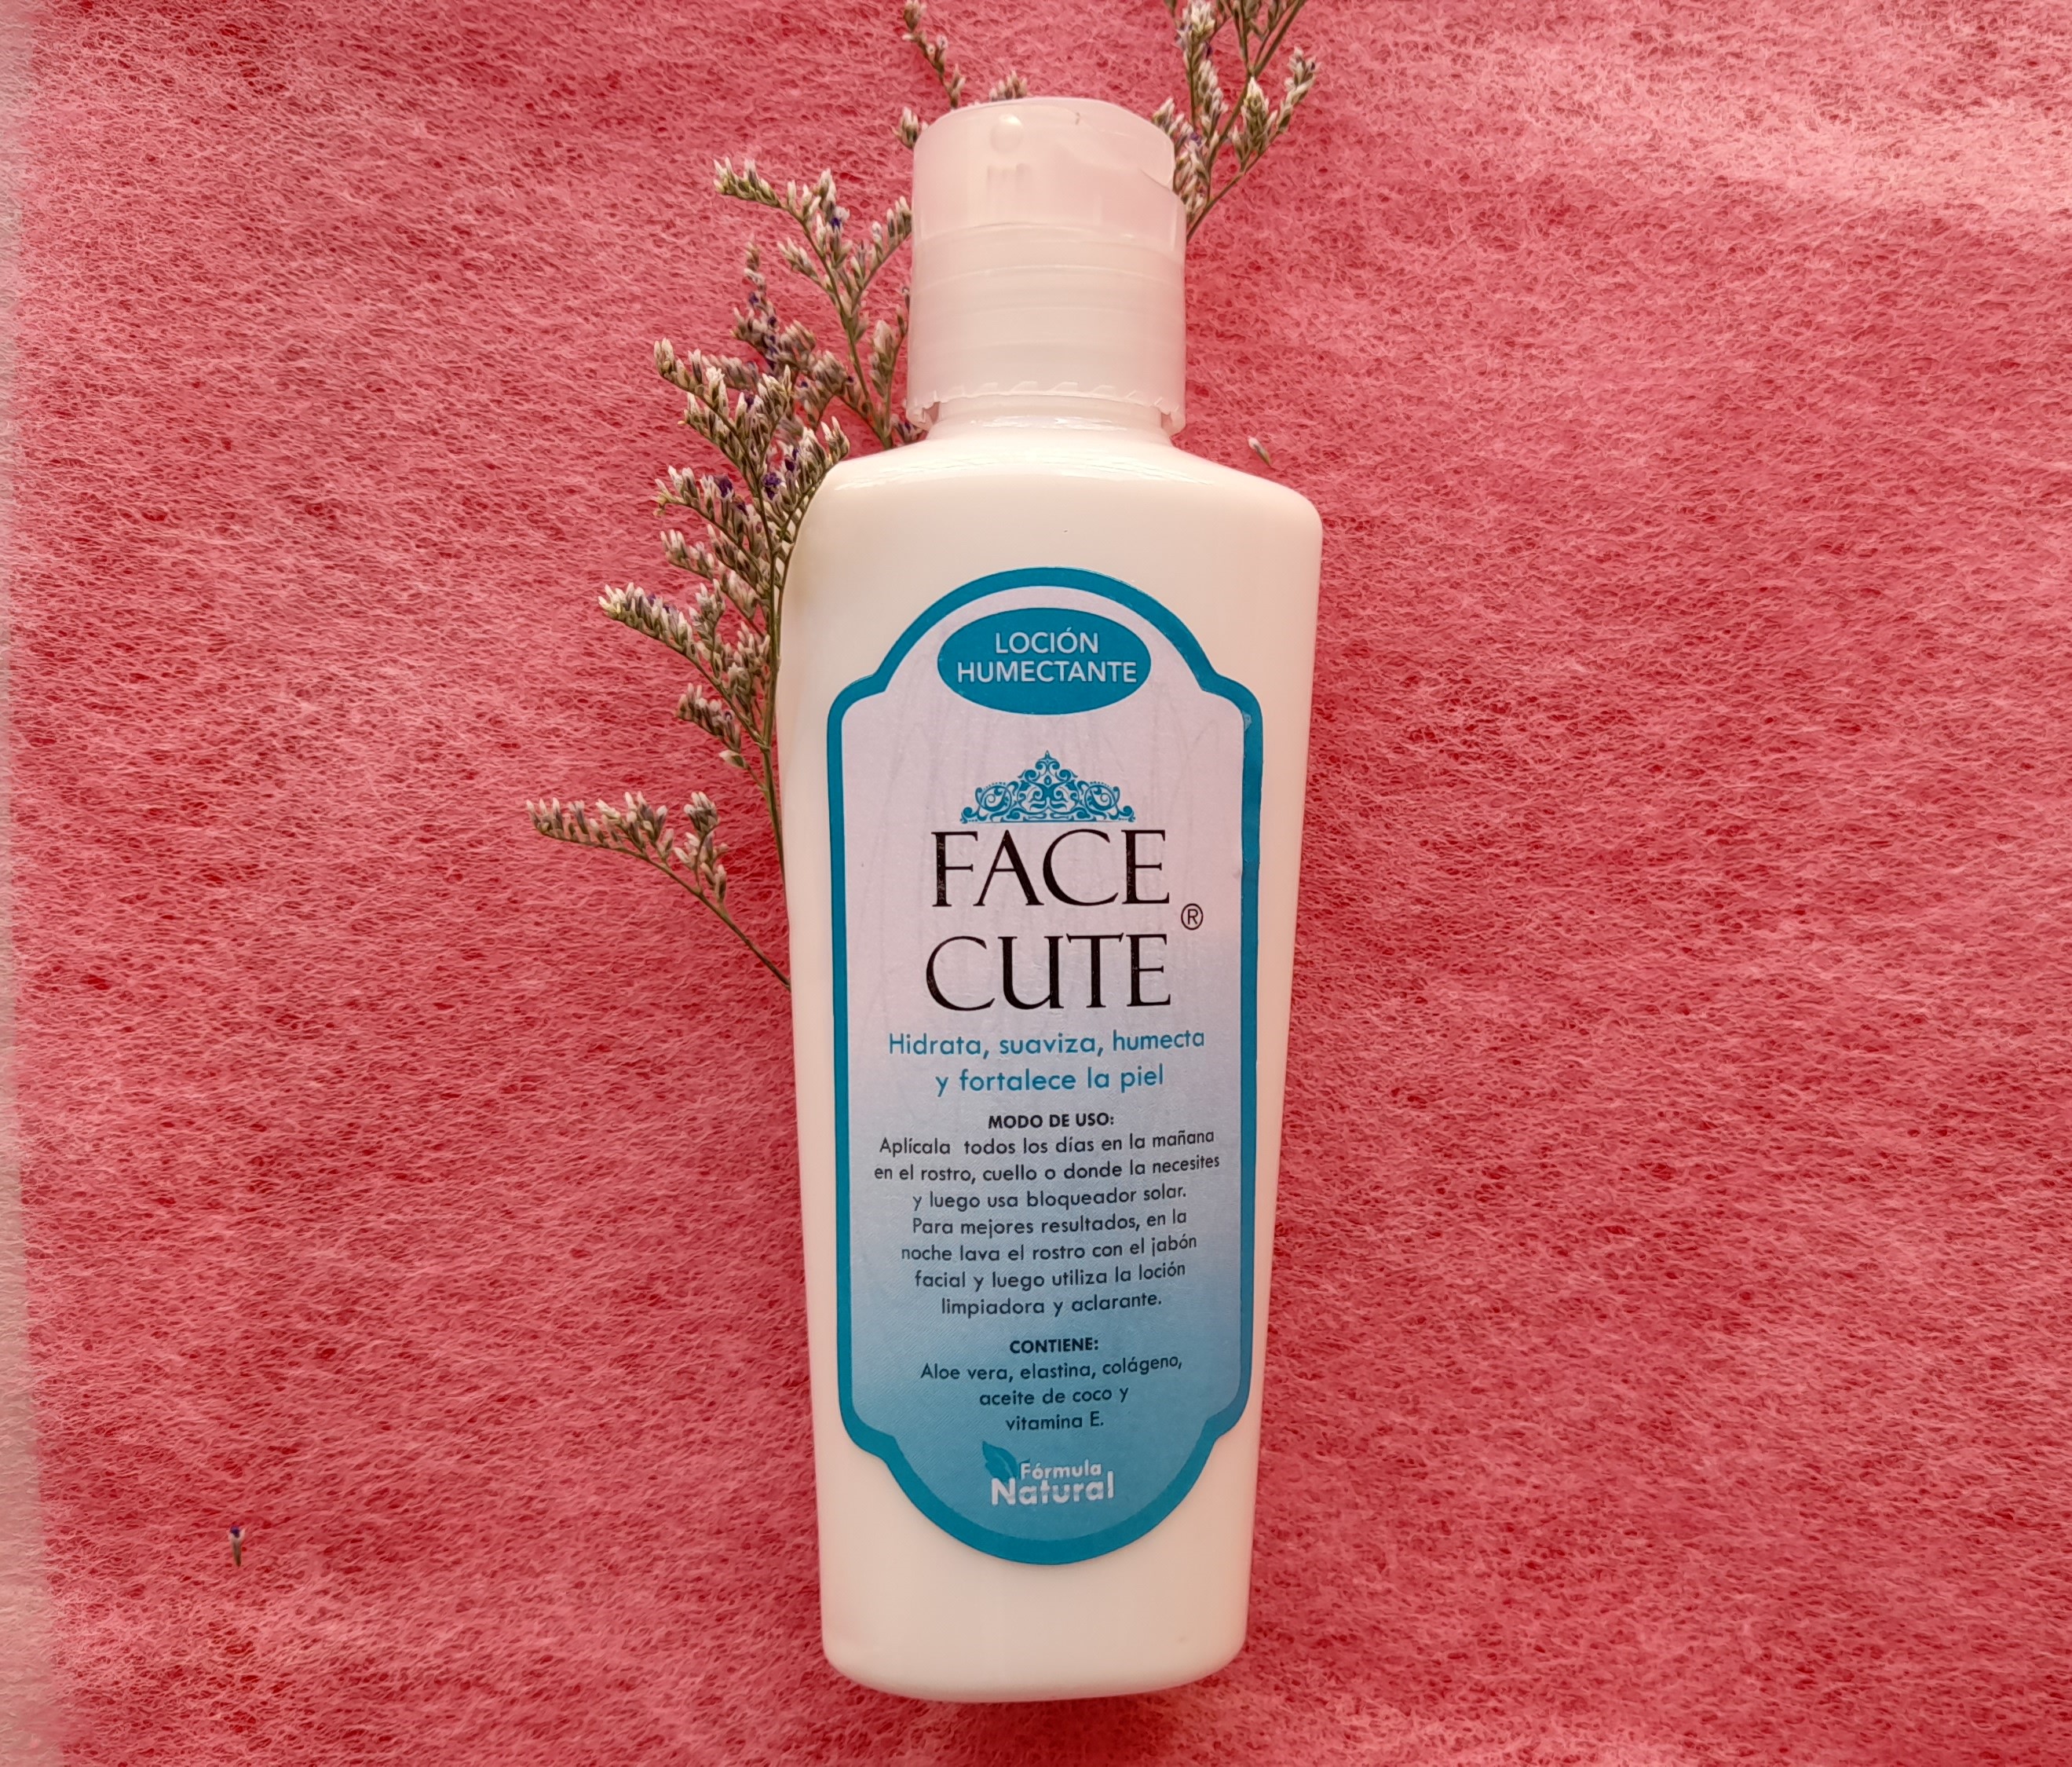 LOCIÓN
HUMECTANTE
FACE
CUTE ®
Hidrata, suaviza, humecta
y fortalece la piel
MODO DE USO:
Aplícala todos los días en la mañana
en el rostro, cuello o donde la necesites
y luego usa bloqueador solar.
Para mejores resultados, en la
noche lava el rostro con el jabón
facial y luego utiliza la loción
limpiadora y aclarante.
CONTIENE:
Aloe vera, elastina, colágeno,
aceite de coco y
vitamina E.
Fórmula
Natural